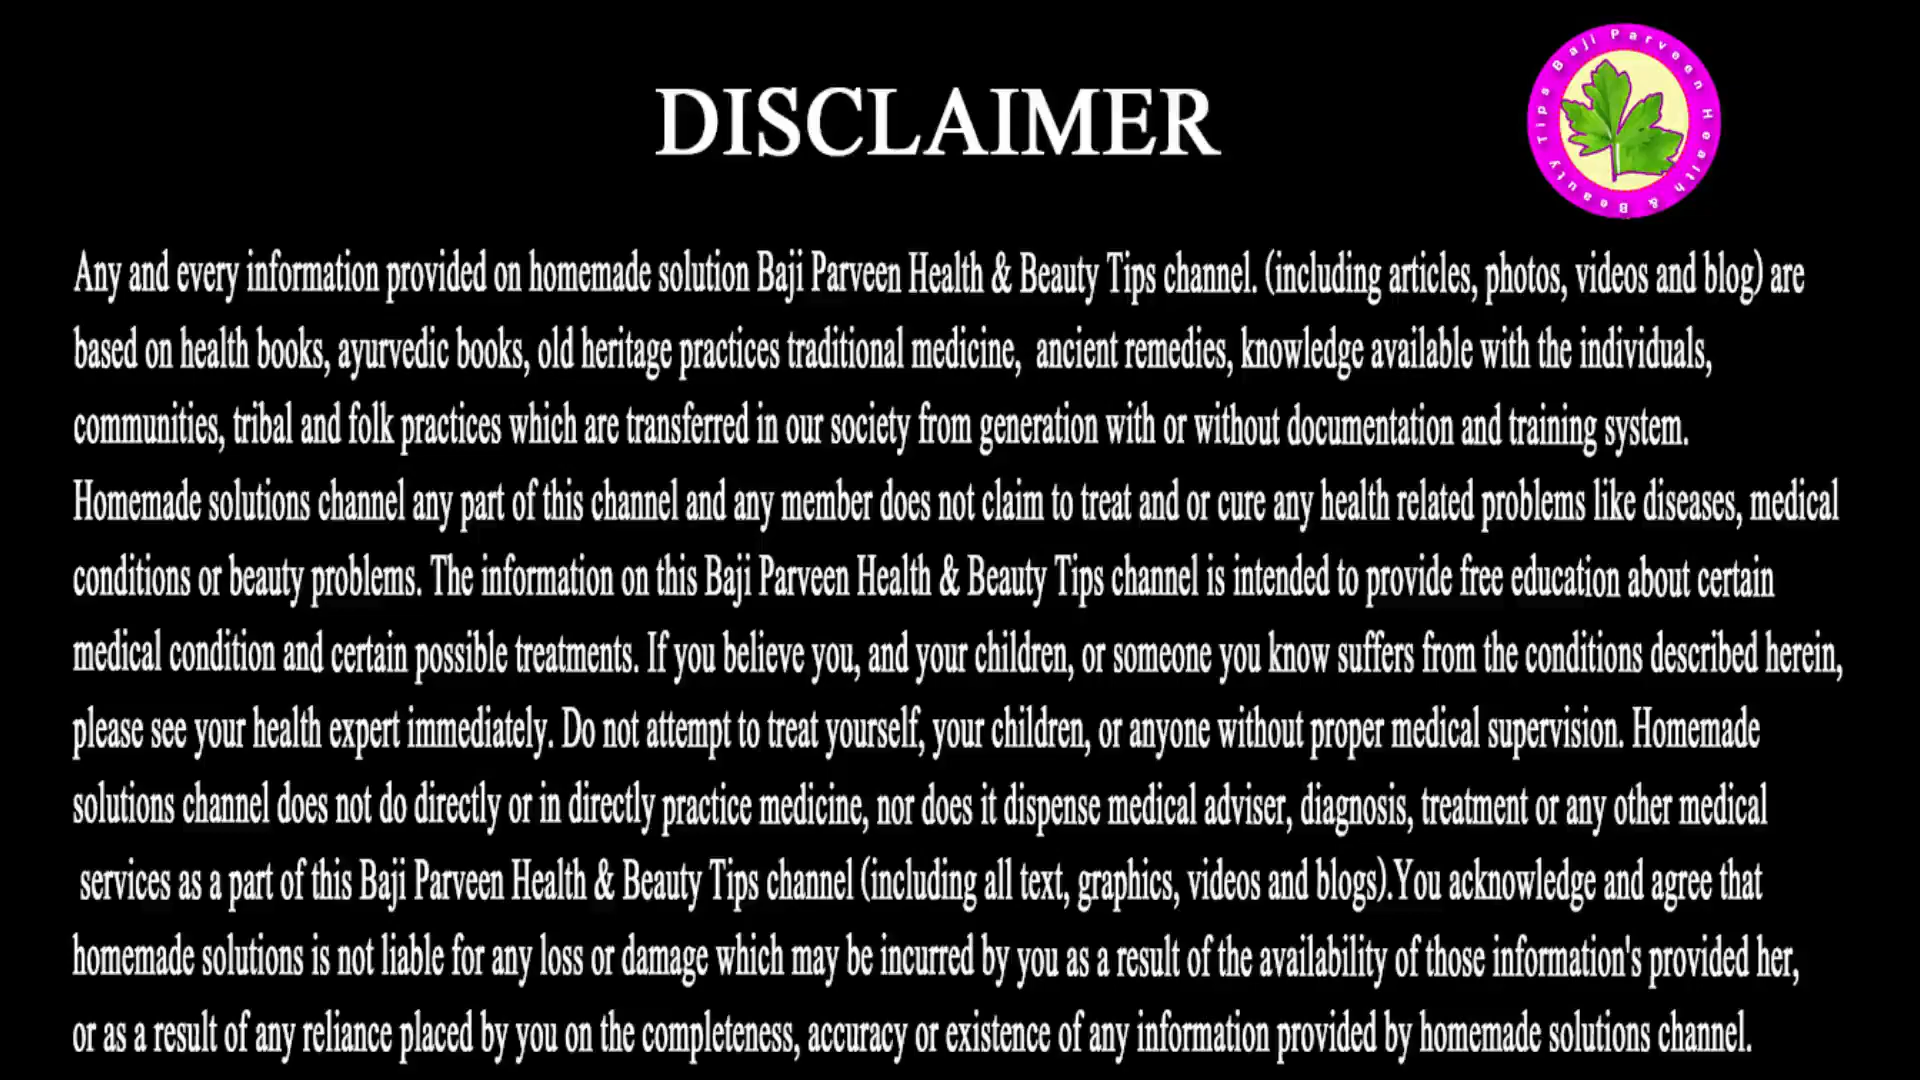 Baji Parveen Health & Beauty Tips
DISCLAIMER
Any and every information provided on homemade solution Baji Parveen Health & Beauty Tips channel. (including articles, photos, videos and blog) are
based on health books, ayurvedic books, old heritage practices traditional medicine, ancient remedies, knowledge available with the individuals,
communities, tribal and folk practices which are transferred in our society from generation with or without documentation and training system.
Homemade solutions channel any part of this channel and any member does not claim to treat and or cure any health related problems like diseases, medical
conditions or beauty problems. The information on this Baji Parveen Health & Beauty Tips channel is intended to provide free education about certain
medical condition and certain possible treatments. If you believe you, and your children, or someone you know suffers from the conditions described herein,
please see your health expert immediately. Do not attempt to treat yourself, your children, or anyone without proper medical supervision. Homemade
solutions channel does not do directly or in directly practice medicine, nor does it dispense medical adviser, diagnosis, treatment or any other medical
services as a part of this Baji Parveen Health & Beauty Tips channel (including all text, graphics, videos and blogs).You acknowledge and agree that
homemade solutions is not liable for any loss or damage which may be incurred by you as a result of the availability of those information's provided her,
or as a result of any reliance placed by you on the completeness, accuracy or existence of any information provided by homemade solutions channel.